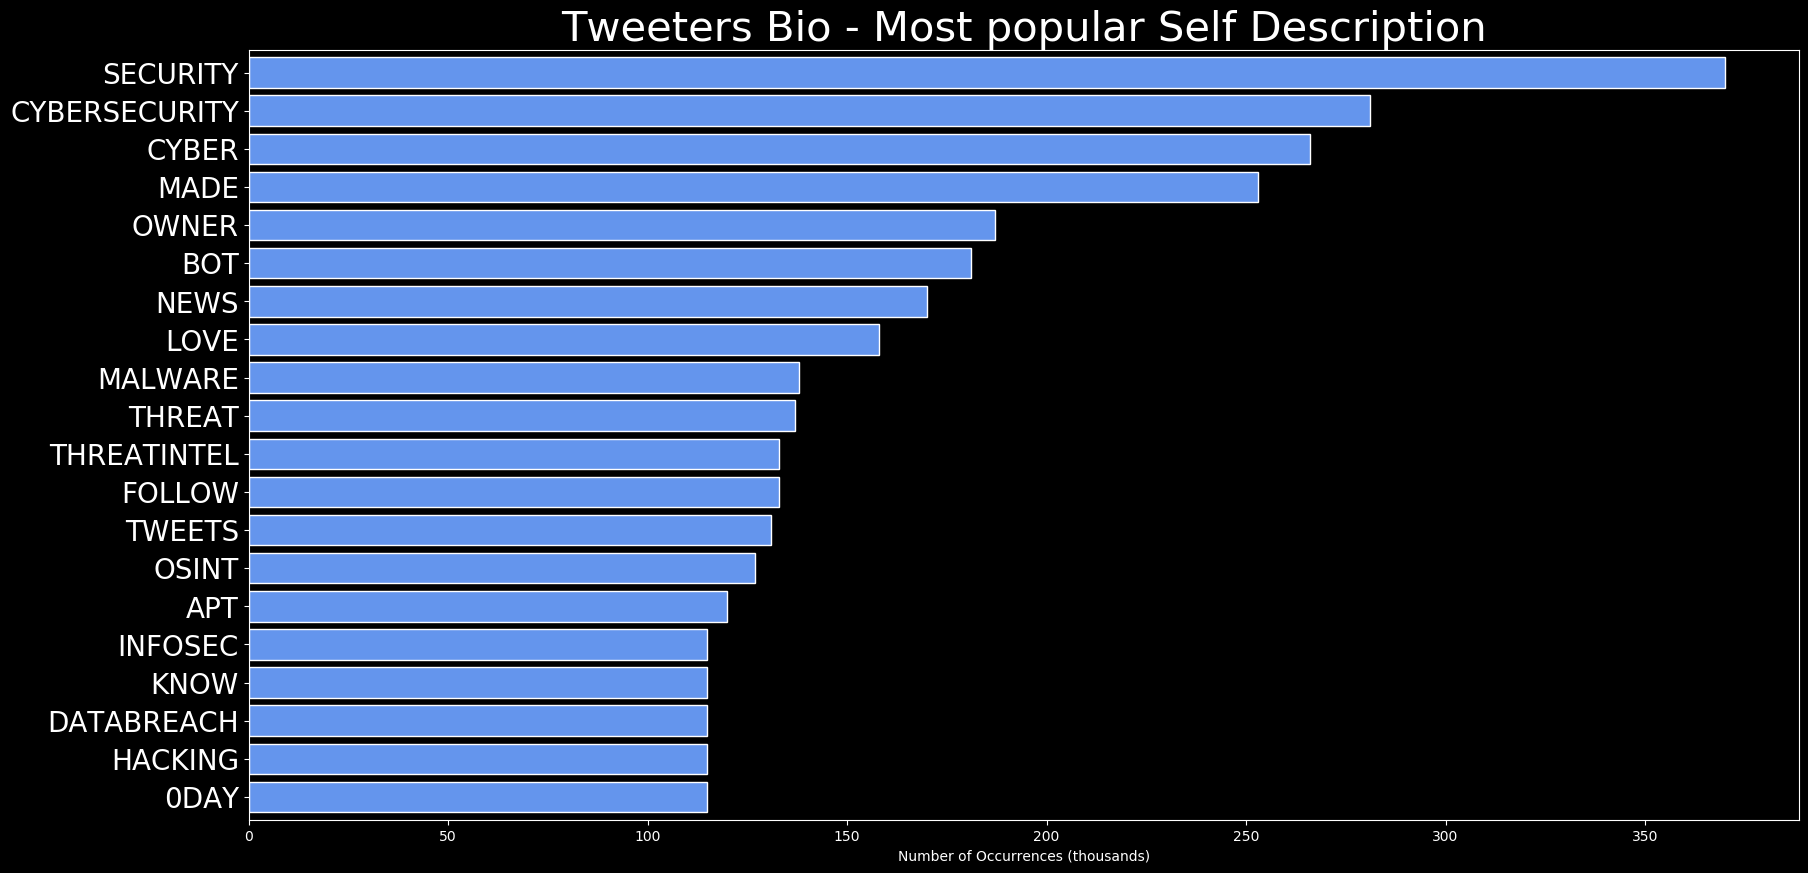 Tweeters Bio - Most popular Self Description
SECURITY
CYBERSECURITY
CYBER
MADE
OWNER
BOT
NEWS
LOVE
MALWARE
THREAT
THREATINTEL
FOLLOW
TWEETS
OSINT
APT
INFOSEC
KNOW
DATABREACH
HACKING
0DAY
0 50 100 150 200 250 300 350
Number of Occurrences (thousands)